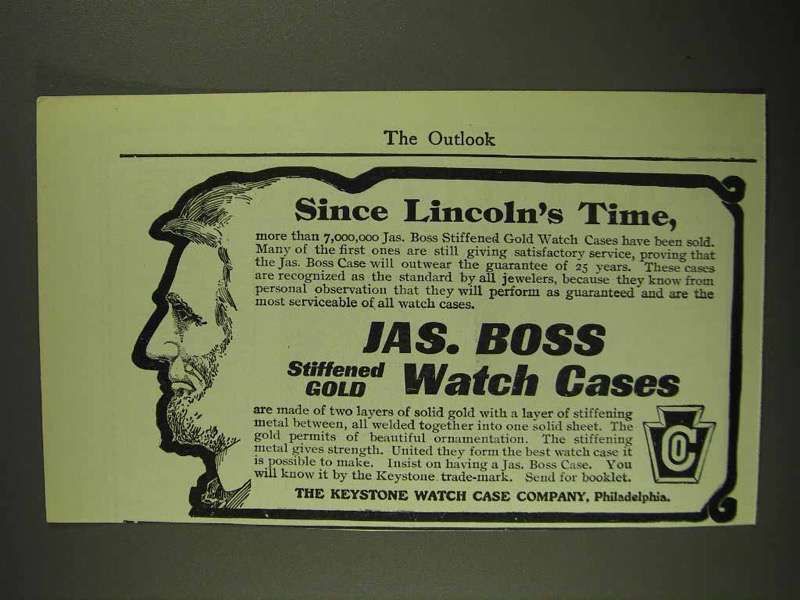 The Outlook
Since Lincoln's Time,
more than 7,000,000 Jas. Boss Stiffened Gold Watch Cases have been sold.
Many of the first ones are still giving satisfactory service, proving that
the Jas. Boss Case will outwear the guarantee of 25 years. These cases
are recognized as the standard by all jewelers, because they know from
personal observation that they will perform as guaranteed and are the
most serviceable of all watch cases.
JAS. BOSS
Stiffened GOLD Watch Cases
are made of two layers of solid gold with a layer of stiffening
metal between, all welded together into one solid sheet. The
gold permits of beautiful ornamentation. The stiffening
metal gives strength. United they form the best watch case it
is possible to make. Insist on having a Jas. Boss Case. You
will know it by the Keystone trade-mark. Send for booklet.
THE KEYSTONE WATCH CASE COMPANY, Philadelphia.
CO